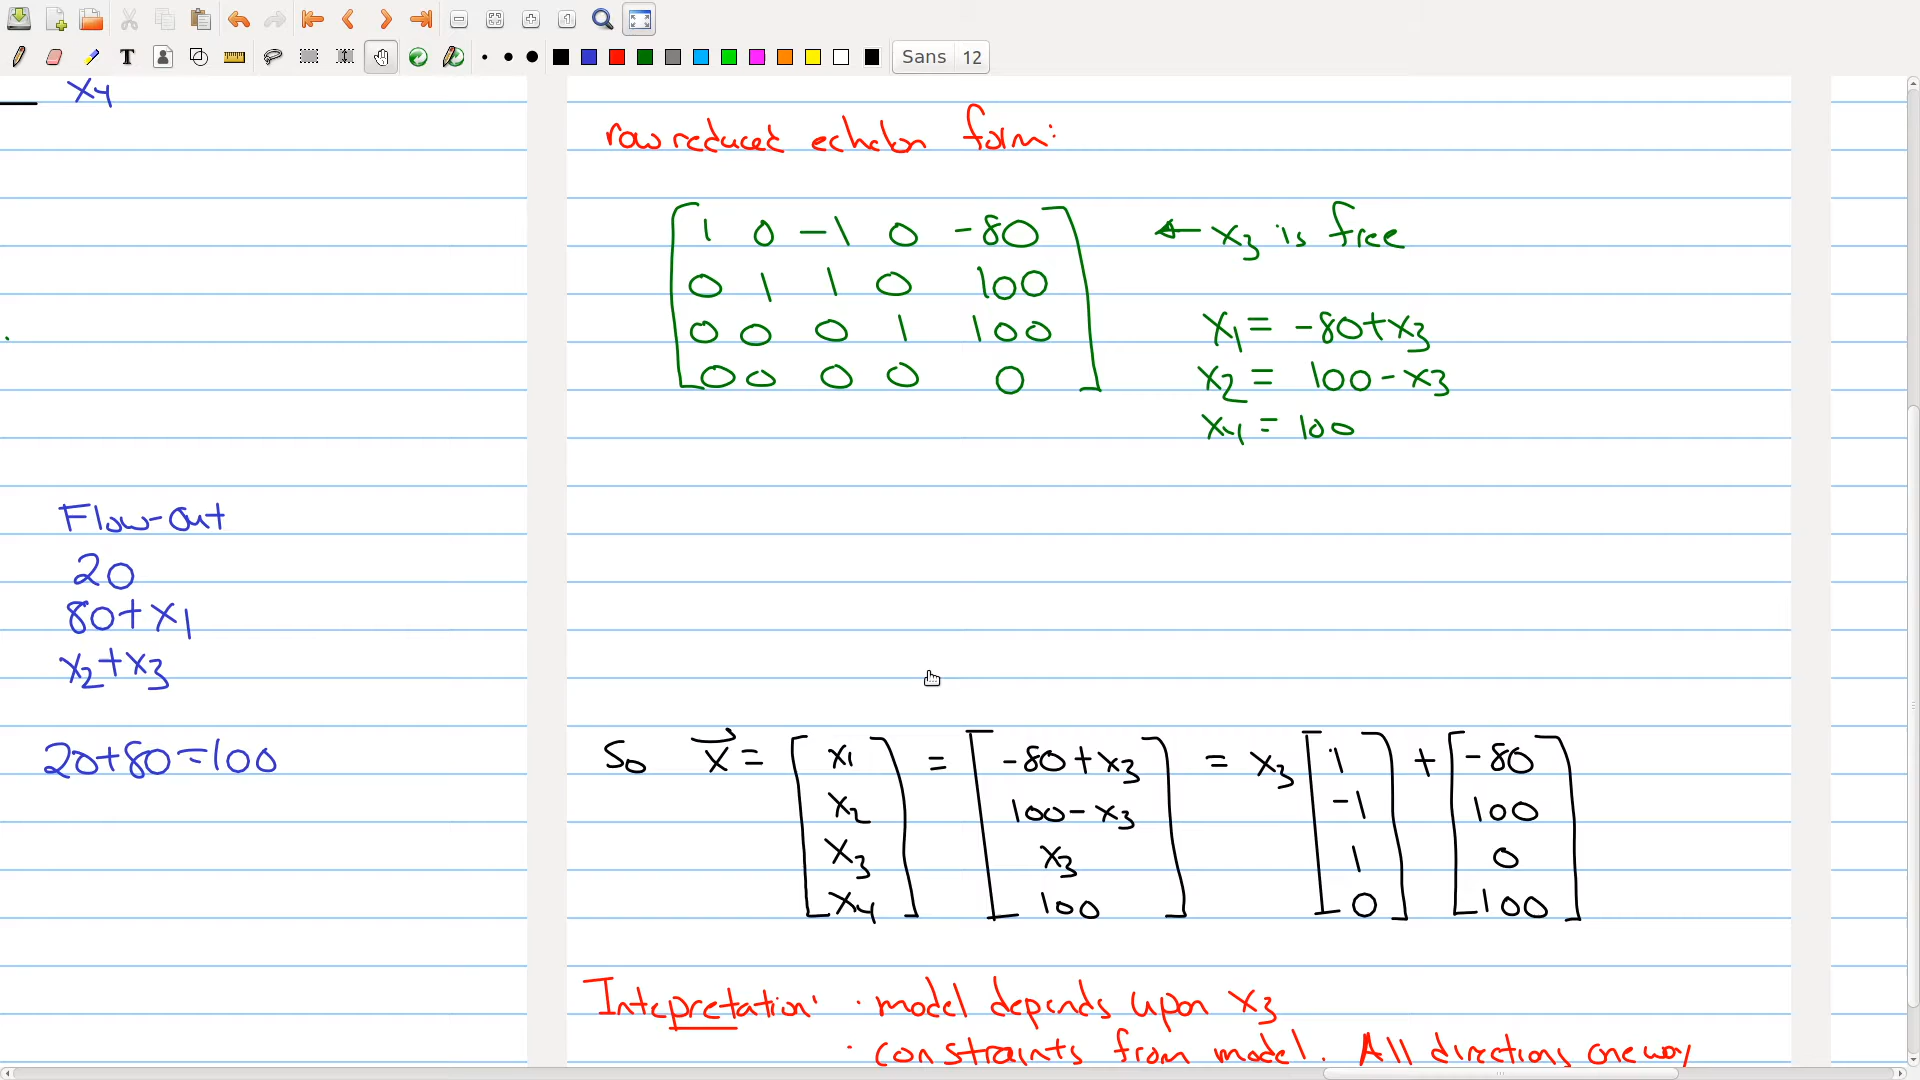 Sans 12
x4
Flow-out
20
80+x1
x2+x3
20+80=100
row reduced echelon form:
1 0 -1 0 -80
0 1 1 0 100
0 0 0 1 100
0 0 0 0 0
← x3 is free
x1 = -80+x3
x2 = 100-x3
x4 = 100
So x⃗ = [x1 x2 x3 x4] = [-80+x3 100-x3 x3 100] = x3 [1 -1 1 0] + [-80 100 0 100]
Intepretation: · model depends upon x3
· constraints from model. All directions one way